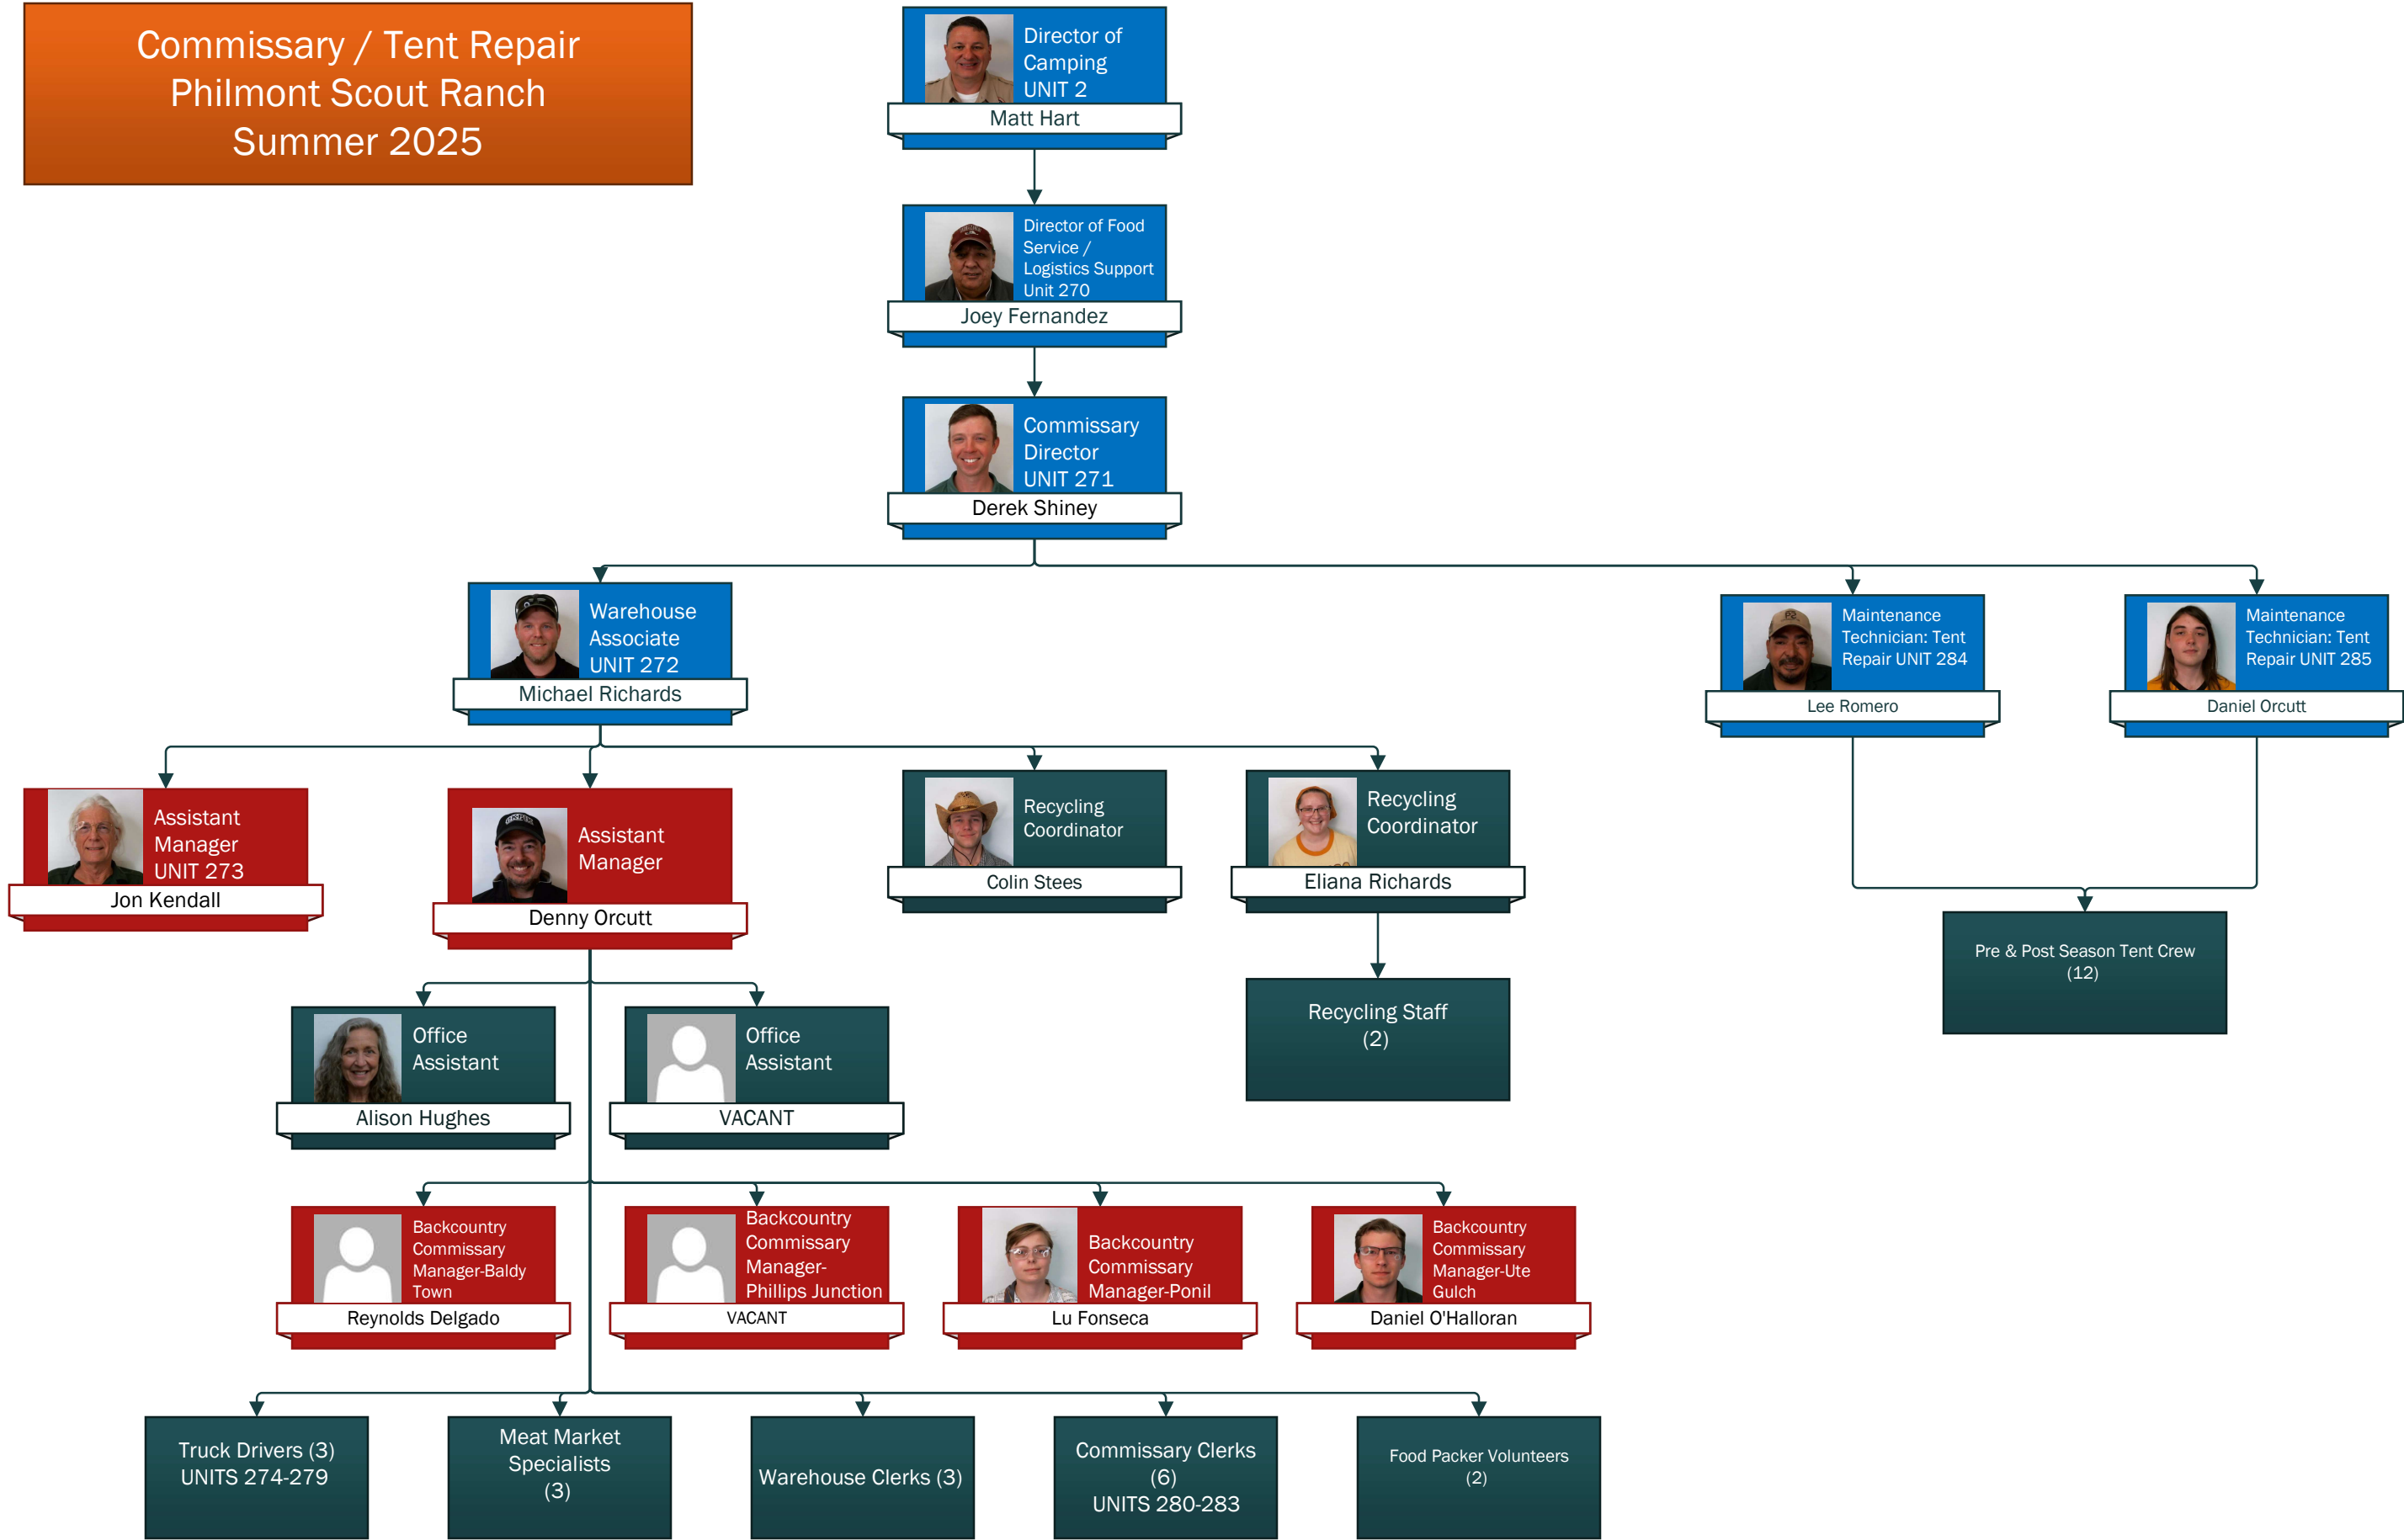 Commissary / Tent Repair
Philmont Scout Ranch
Summer 2025
Director of
Camping
UNIT 2
Matt Hart
Director of Food
Service /
Logistics Support
Unit 270
Joey Fernandez
Commissary
Director
UNIT 271
Derek Shiney
Warehouse
Associate
UNIT 272
Michael Richards
Maintenance
Technician: Tent
Repair UNIT 284
Lee Romero
Maintenance
Technician: Tent
Repair UNIT 285
Daniel Orcutt
Assistant
Manager
UNIT 273
Jon Kendall
Assistant
Manager
Denny Orcutt
Recycling
Coordinator
Colin Stees
Recycling
Coordinator
Eliana Richards
Pre & Post Season Tent Crew
(12)
Recycling Staff
(2)
Office
Assistant
Alison Hughes
Office
Assistant
VACANT
Backcountry
Commissary
Manager-Baldy
Town
Reynolds Delgado
Backcountry
Commissary
Manager-
Phillips Junction
VACANT
Backcountry
Commissary
Manager-Ponil
Lu Fonseca
Backcountry
Commissary
Manager-Ute
Gulch
Daniel O'Halloran
Truck Drivers (3)
UNITS 274-279
Meat Market
Specialists
(3)
Warehouse Clerks (3)
Commissary Clerks
(6)
UNITS 280-283
Food Packer Volunteers
(2)